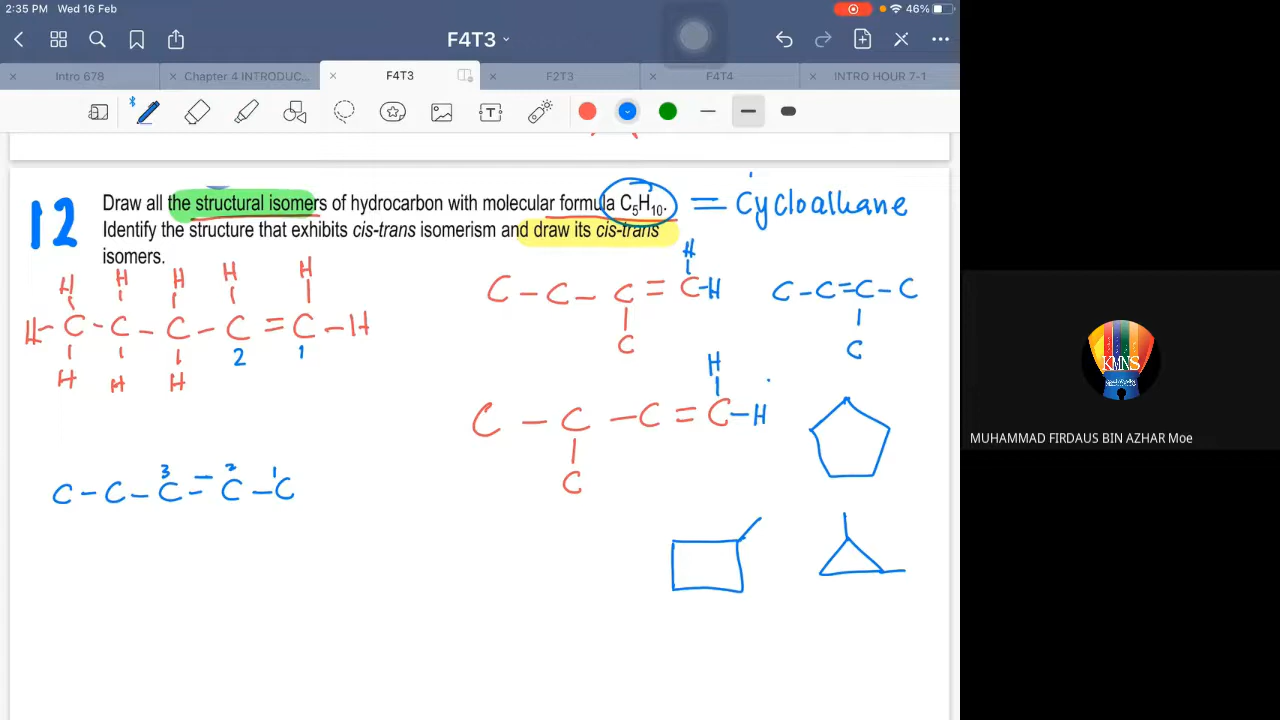 2:35 PM Wed 16 Feb
46%
F4T3
Intro 678
Chapter 4 INTRODUC...
F4T3
F2T3
F4T4
INTRO HOUR 7-1
12
Draw all the structural isomers of hydrocarbon with molecular formula C₅H₁₀. = Cycloalkane
Identify the structure that exhibits cis-trans isomerism and draw its cis-trans
isomers.
H H H H H
H-C-C-C-C=C-H
2 1
H H H
H
C-C-C=C-H
C
C-C=C-C
C
H
C-C-C=C-H
C
3 2 1
C-C-C=C-C
KMNS
MUHAMMAD FIRDAUS BIN AZHAR Moe